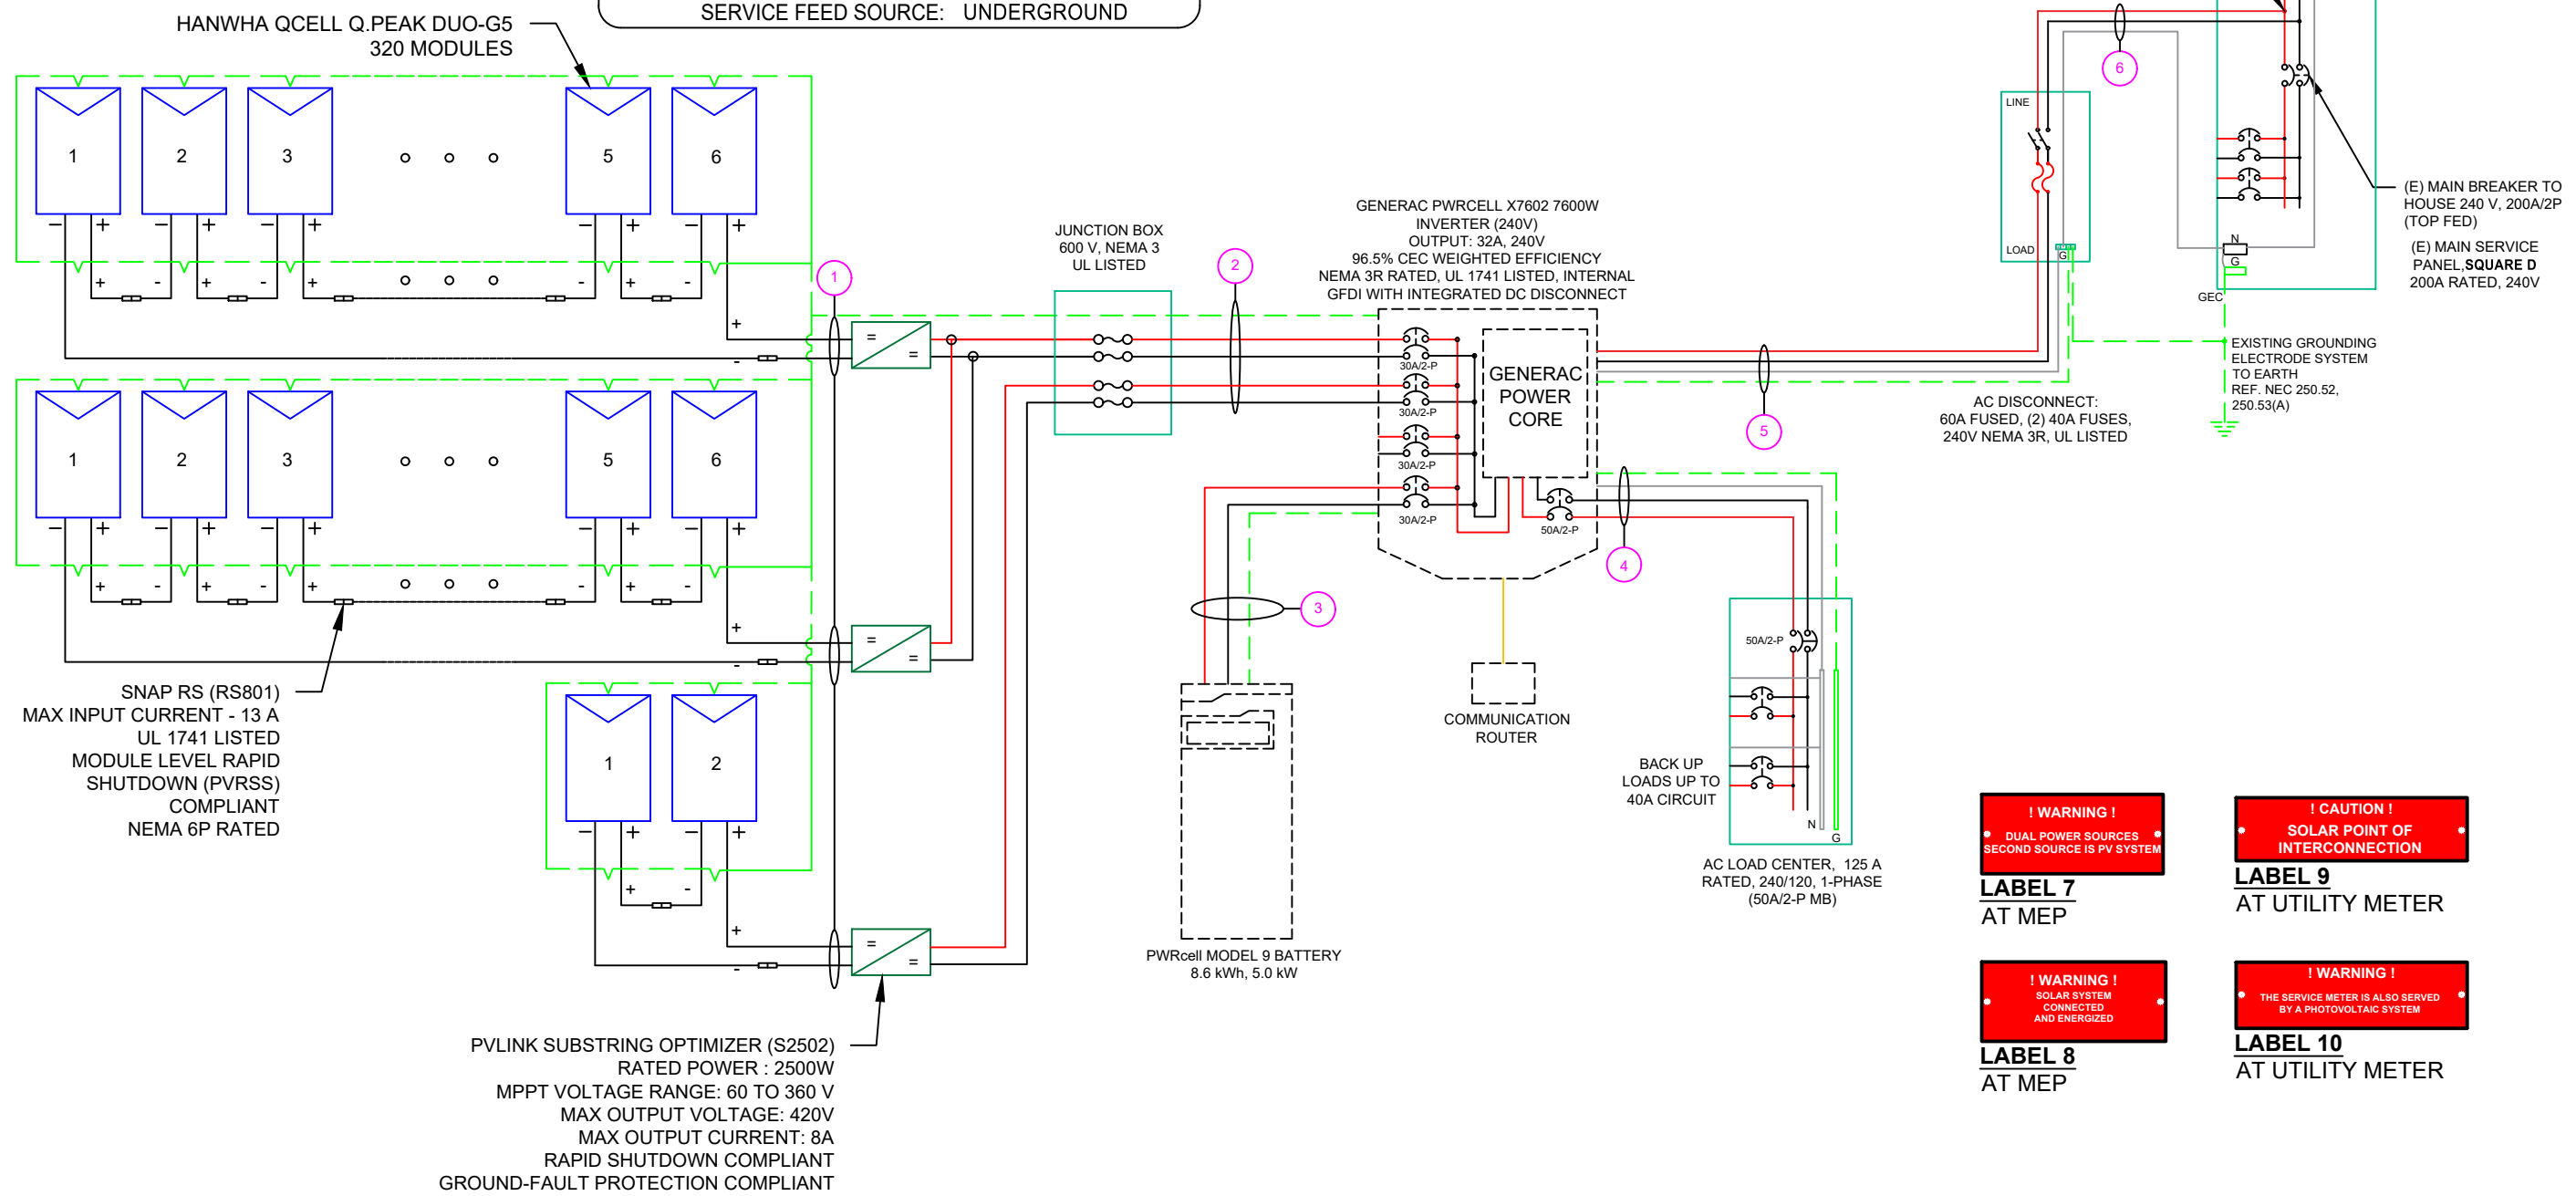 SERVICE FEED SOURCE: UNDERGROUND
HANWHA QCELL Q.PEAK DUO-G5
320 MODULES
1
2
3
5
6
− + − + − + − + − +
+ - + - + - + -
+
-
1
2
3
5
6
− + − + − + − + − +
+ - + - + - + -
+
-
1
2
− + − +
+ -
+
-
SNAP RS (RS801)
MAX INPUT CURRENT - 13 A
UL 1741 LISTED
MODULE LEVEL RAPID
SHUTDOWN (PVRSS)
COMPLIANT
NEMA 6P RATED
PVLINK SUBSTRING OPTIMIZER (S2502)
RATED POWER : 2500W
MPPT VOLTAGE RANGE: 60 TO 360 V
MAX OUTPUT VOLTAGE: 420V
MAX OUTPUT CURRENT: 8A
RAPID SHUTDOWN COMPLIANT
GROUND-FAULT PROTECTION COMPLIANT
1
= =
= =
= =
JUNCTION BOX
600 V, NEMA 3
UL LISTED
2
GENERAC PWRCELL X7602 7600W
INVERTER (240V)
OUTPUT: 32A, 240V
96.5% CEC WEIGHTED EFFICIENCY
NEMA 3R RATED, UL 1741 LISTED, INTERNAL
GFDI WITH INTEGRATED DC DISCONNECT
30A/2-P
30A/2-P
30A/2-P
30A/2-P
GENERAC
POWER
CORE
50A/2-P
3
PWRcell MODEL 9 BATTERY
8.6 kWh, 5.0 kW
COMMUNICATION
ROUTER
4
5
50A/2-P
BACK UP
LOADS UP TO
40A CIRCUIT
N
G
AC LOAD CENTER, 125 A
RATED, 240/120, 1-PHASE
(50A/2-P MB)
6
LINE
LOAD
G
AC DISCONNECT:
60A FUSED, (2) 40A FUSES,
240V NEMA 3R, UL LISTED
(E) MAIN BREAKER TO
HOUSE 240 V, 200A/2P
(TOP FED)
(E) MAIN SERVICE
PANEL,SQUARE D
200A RATED, 240V
N
G
GEC
EXISTING GROUNDING
ELECTRODE SYSTEM
TO EARTH
REF. NEC 250.52,
250.53(A)
! WARNING !
DUAL POWER SOURCES
SECOND SOURCE IS PV SYSTEM
LABEL 7
AT MEP
! CAUTION !
SOLAR POINT OF
INTERCONNECTION
LABEL 9
AT UTILITY METER
! WARNING !
SOLAR SYSTEM
CONNECTED
AND ENERGIZED
LABEL 8
AT MEP
! WARNING !
THE SERVICE METER IS ALSO SERVED
BY A PHOTOVOLTAIC SYSTEM
LABEL 10
AT UTILITY METER